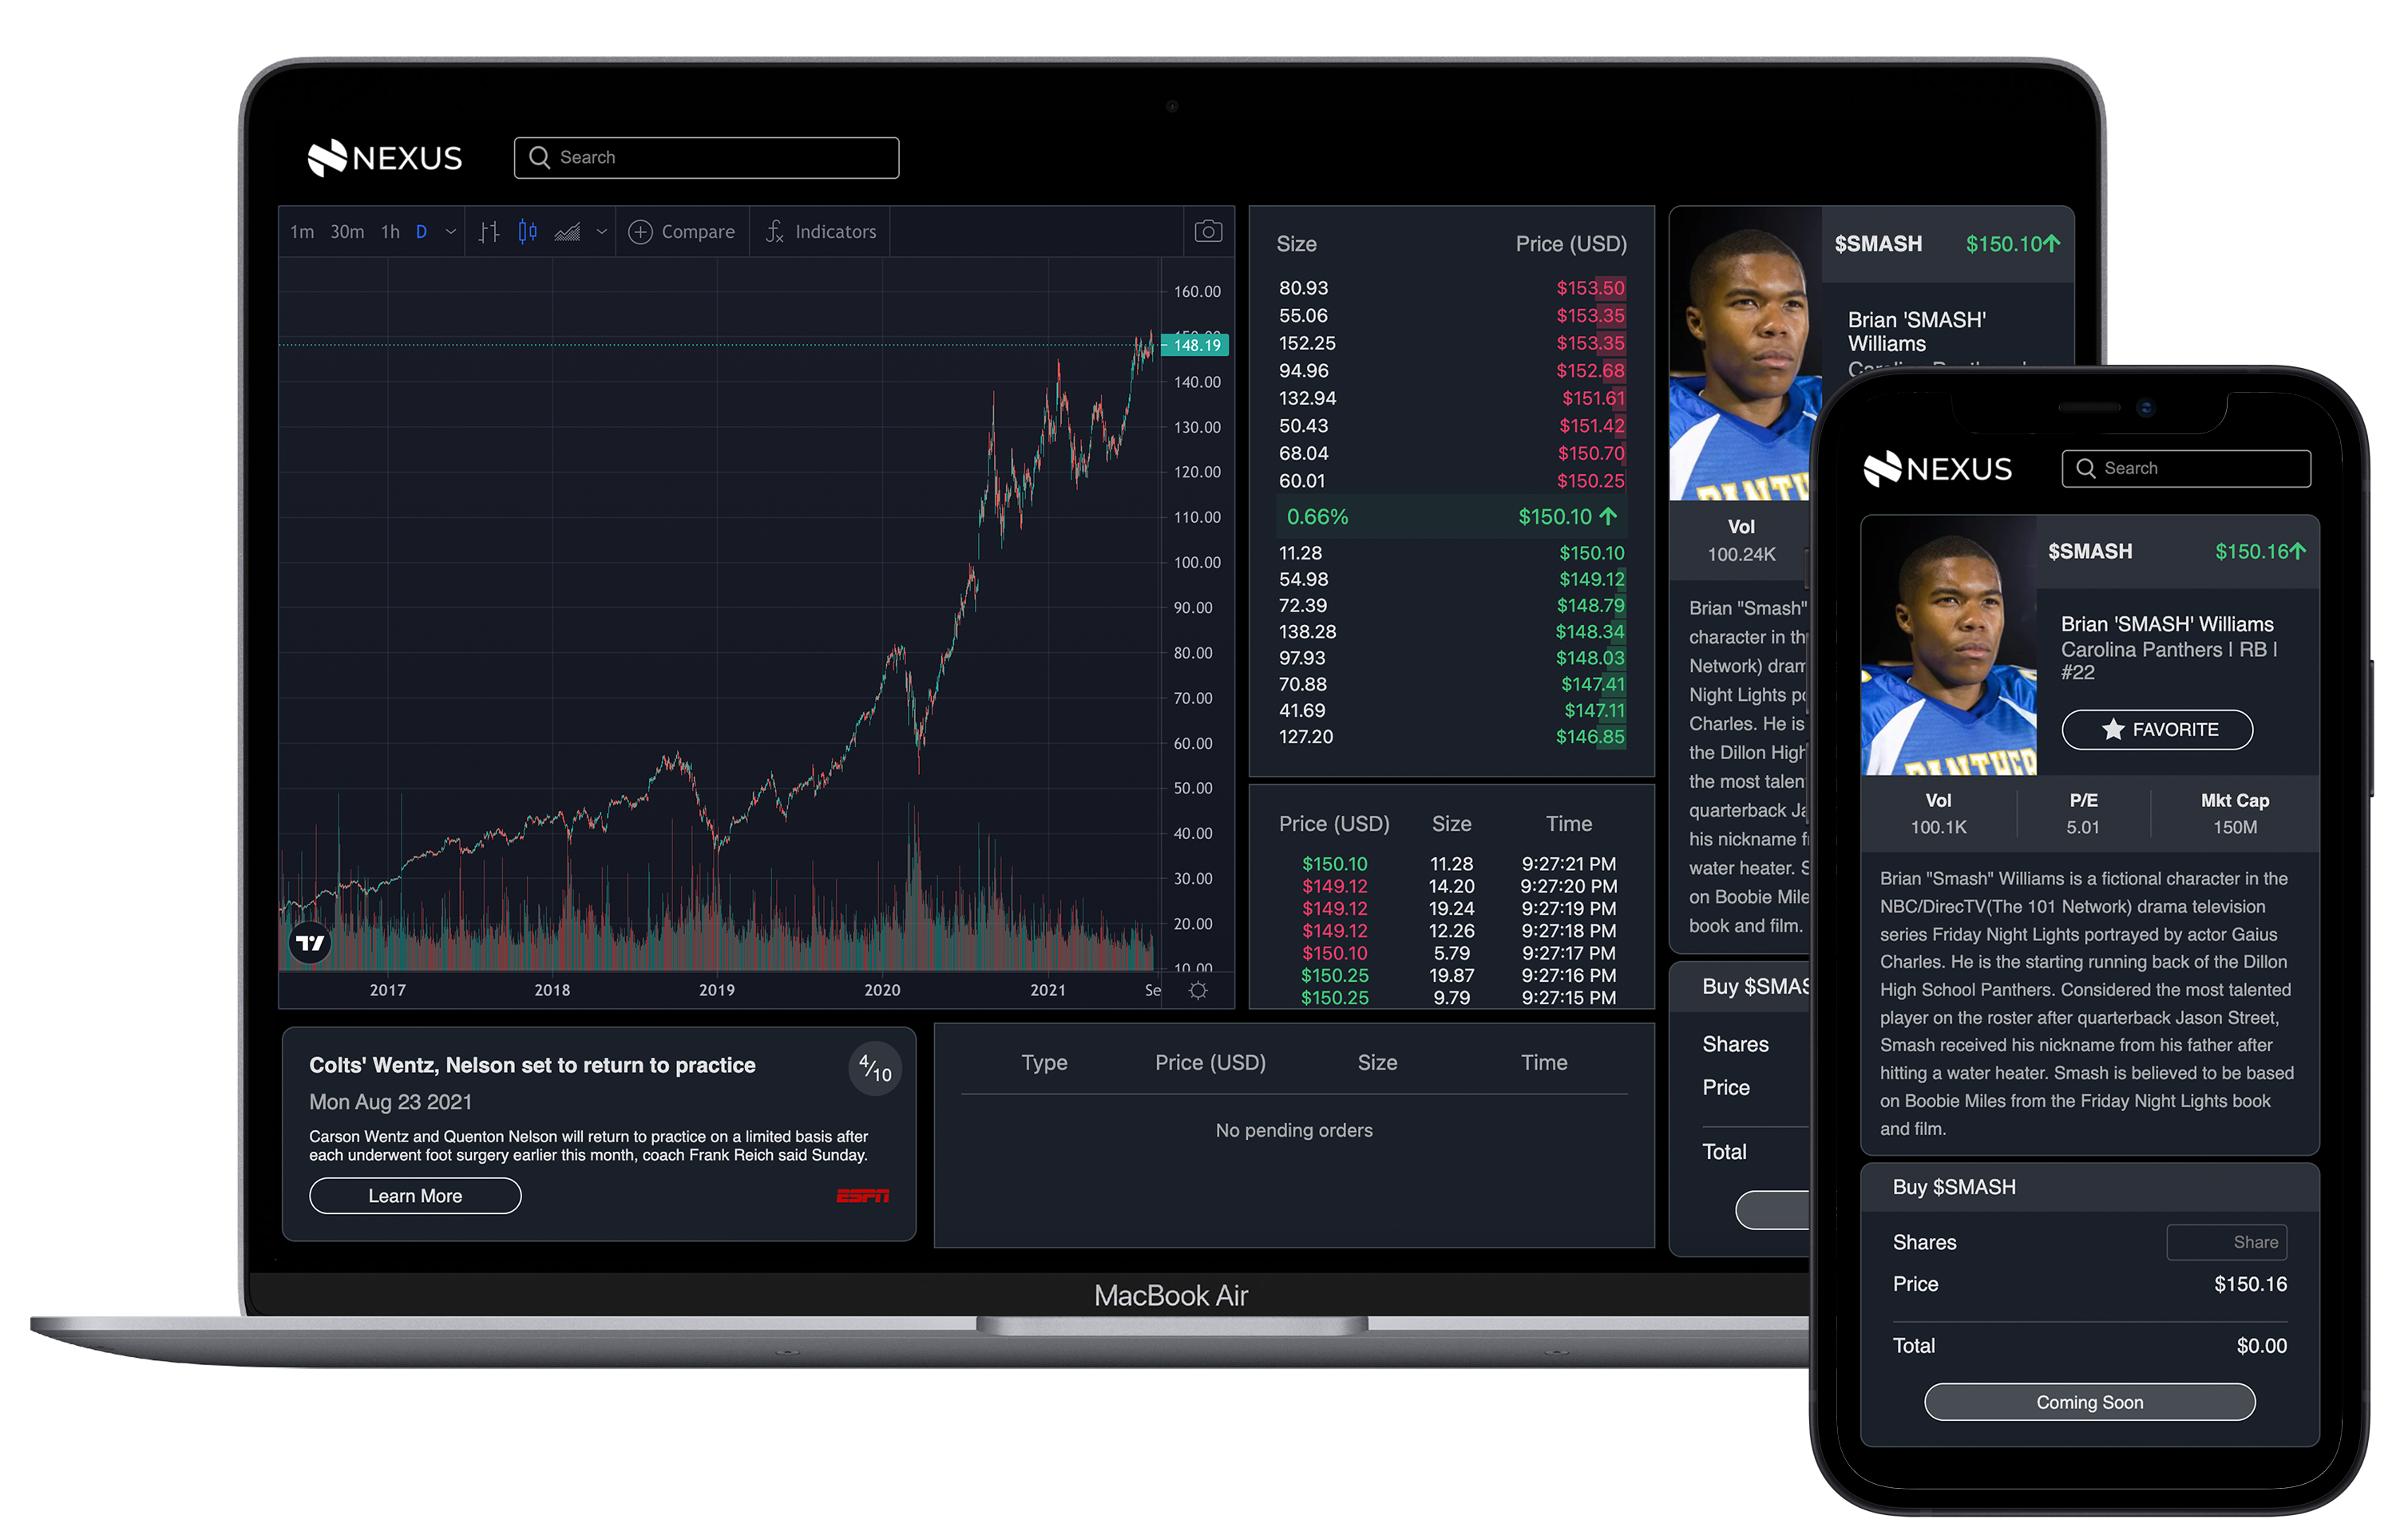 NEXUS
Search
1m 30m 1h D
Compare
Indicators
160.00
148.19
140.00
130.00
120.00
110.00
100.00
90.00
80.00
70.00
60.00
50.00
40.00
30.00
20.00
10.00
2017 2018 2019 2020 2021 Se
Size Price (USD)
80.93 $153.50
55.06 $153.35
152.25 $153.35
94.96 $152.68
132.94 $151.61
50.43 $151.42
68.04 $150.70
60.01 $150.25
0.66% $150.10
11.28 $150.10
54.98 $149.12
72.39 $148.79
138.28 $148.34
97.93 $148.03
70.88 $147.41
41.69 $147.11
127.20 $146.85
Price (USD) Size Time
$150.10 11.28 9:27:21 PM
$149.12 14.20 9:27:20 PM
$149.12 19.24 9:27:19 PM
$149.12 12.26 9:27:18 PM
$150.10 5.79 9:27:17 PM
$150.25 19.87 9:27:16 PM
$150.25 9.79 9:27:15 PM
$SMASH $150.10
Brian 'SMASH'
Williams
PANTH
Vol
100.24K
Brian "Smash"
character in th
Network) dram
Night Lights po
Charles. He is
the Dillon High
the most talen
quarterback Ja
his nickname f
water heater. S
on Boobie Mile
book and film.
Buy $SMAS
Shares
Price
Total
Colts' Wentz, Nelson set to return to practice
4/10
Mon Aug 23 2021
Carson Wentz and Quenton Nelson will return to practice on a limited basis after
each underwent foot surgery earlier this month, coach Frank Reich said Sunday.
Learn More
ESPN
Type Price (USD) Size Time
No pending orders
MacBook Air
NEXUS
Search
$SMASH $150.16
Brian 'SMASH' Williams
Carolina Panthers | RB |
#22
FAVORITE
PANTHER
Vol P/E Mkt Cap
100.1K 5.01 150M
Brian "Smash" Williams is a fictional character in the
NBC/DirecTV(The 101 Network) drama television
series Friday Night Lights portrayed by actor Gaius
Charles. He is the starting running back of the Dillon
High School Panthers. Considered the most talented
player on the roster after quarterback Jason Street,
Smash received his nickname from his father after
hitting a water heater. Smash is believed to be based
on Boobie Miles from the Friday Night Lights book
and film.
Buy $SMASH
Shares Share
Price $150.16
Total $0.00
Coming Soon